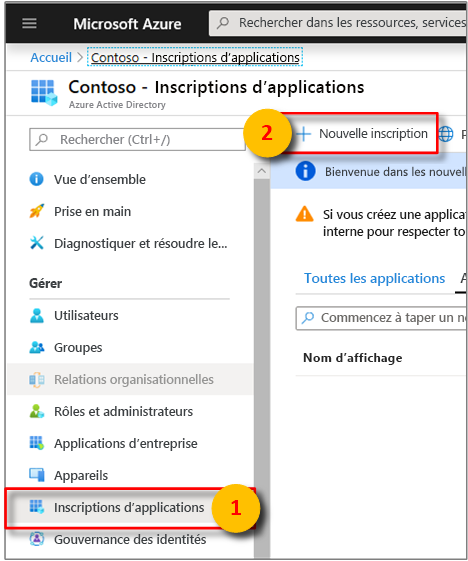 Microsoft Azure
Rechercher dans les ressources, services
Accueil > Contoso - Inscriptions d'applications
Contoso - Inscriptions d'applications
Azure Active Directory
Rechercher (Ctrl+/)
2
Nouvelle inscription
Vue d'ensemble
Bienvenue dans les nouvel
Prise en main
Si vous créez une applicat
Diagnostiquer et résoudre le...
interne pour respecter to
Gérer
Toutes les applications
Utilisateurs
Commencez à taper un no
Groupes
Nom d'affichage
Relations organisationnelles
Rôles et administrateurs
Applications d'entreprise
Appareils
Inscriptions d'applications
1
Gouvernance des identités